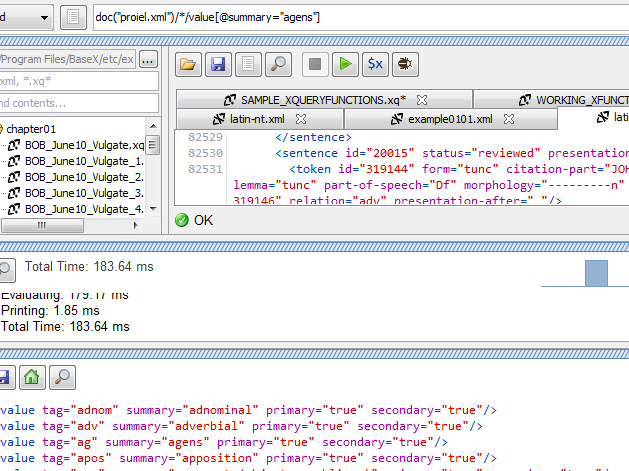 d doc("proiel.xml")/*/value[@summary="agens"]
/Program Files/BaseX/etc/ex ...
xml, *.xq*
nd contents…
chapter01
BOB_June10_Vulgate.xq
BOB_June10_Vulgate_1.
BOB_June10_Vulgate_2.
BOB_June10_Vulgate_3.
BOB_June10_Vulgate_4.
$x
SAMPLE_XQUERYFUNCTIONS.xq* WORKING_XFUNCT
latin-nt.xml example0101.xml lat
82529 </sentence>
82530 <sentence id="20015" status="reviewed" presentation
82531 <token id="319144" form="tunc" citation-part="JOH
lemma="tunc" part-of-speech="Df" morphology="---------n"
319146" relation="adv" presentation-after=" "/>
OK
Total Time: 183.64 ms
Evaluating: 179.17 ms
Printing: 1.85 ms
Total Time: 183.64 ms
value tag="adnom" summary="adnominal" primary="true" secondary="true"/>
value tag="adv" summary="adverbial" primary="true" secondary="true"/>
value tag="ag" summary="agens" primary="true" secondary="true"/>
value tag="apos" summary="apposition" primary="true" secondary="true"/>